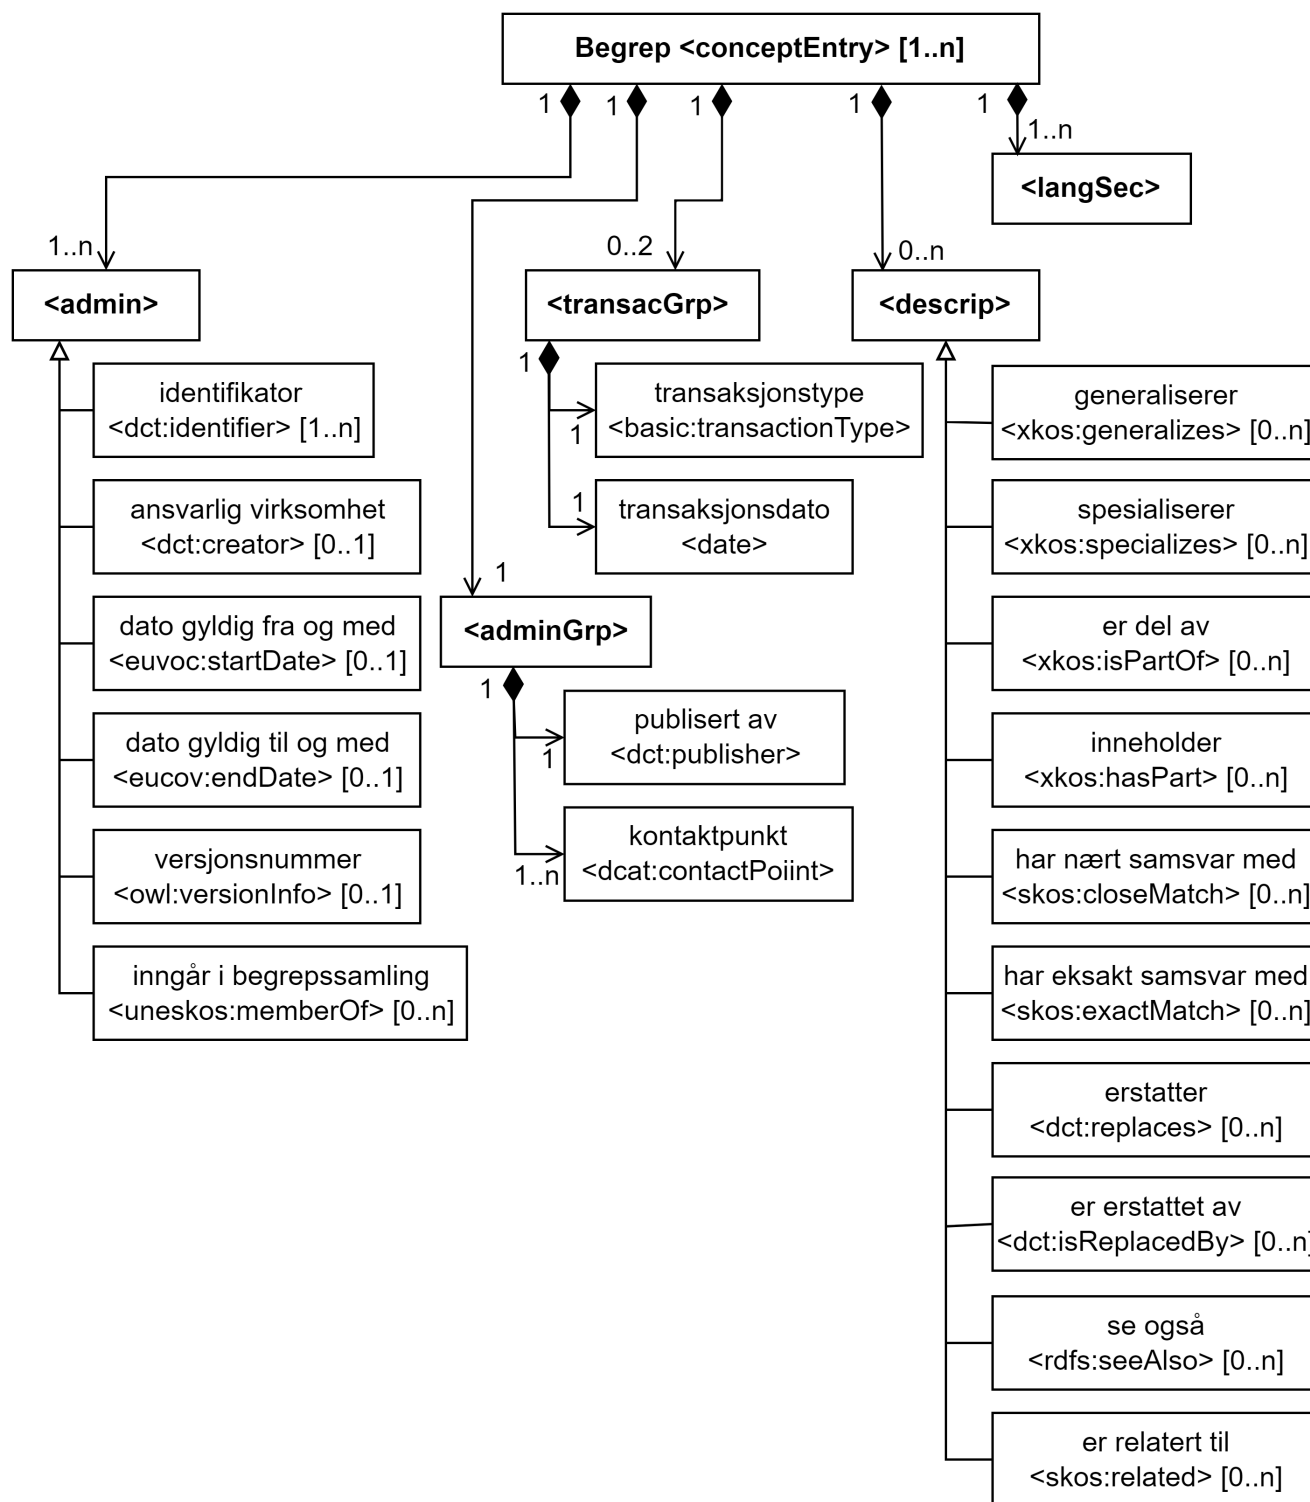 Begrep <conceptEntry> [1..n]
1
1
1
1
1
1..n
<langSec>
1..n
0..2
0..n
<admin>
<transacGrp>
<descrip>
identifikator
<dct:identifier> [1..n]
ansvarlig virksomhet
<dct:creator> [0..1]
dato gyldig fra og med
<euvoc:startDate> [0..1]
dato gyldig til og med
<eucov:endDate> [0..1]
versjonsnummer
<owl:versionInfo> [0..1]
inngår i begrepssamling
<uneskos:memberOf> [0..n]
1
transaksjonstype
<basic:transactionType>
1
1
transaksjonsdato
<date>
1
<adminGrp>
1
publisert av
<dct:publisher>
1
kontaktpunkt
<dcat:contactPoiint>
1..n
generaliserer
<xkos:generalizes> [0..n]
spesialiserer
<xkos:specializes> [0..n]
er del av
<xkos:isPartOf> [0..n]
inneholder
<xkos:hasPart> [0..n]
har nært samsvar med
<skos:closeMatch> [0..n]
har eksakt samsvar med
<skos:exactMatch> [0..n]
erstatter
<dct:replaces> [0..n]
er erstattet av
<dct:isReplacedBy> [0..n]
se også
<rdfs:seeAlso> [0..n]
er relatert til
<skos:related> [0..n]